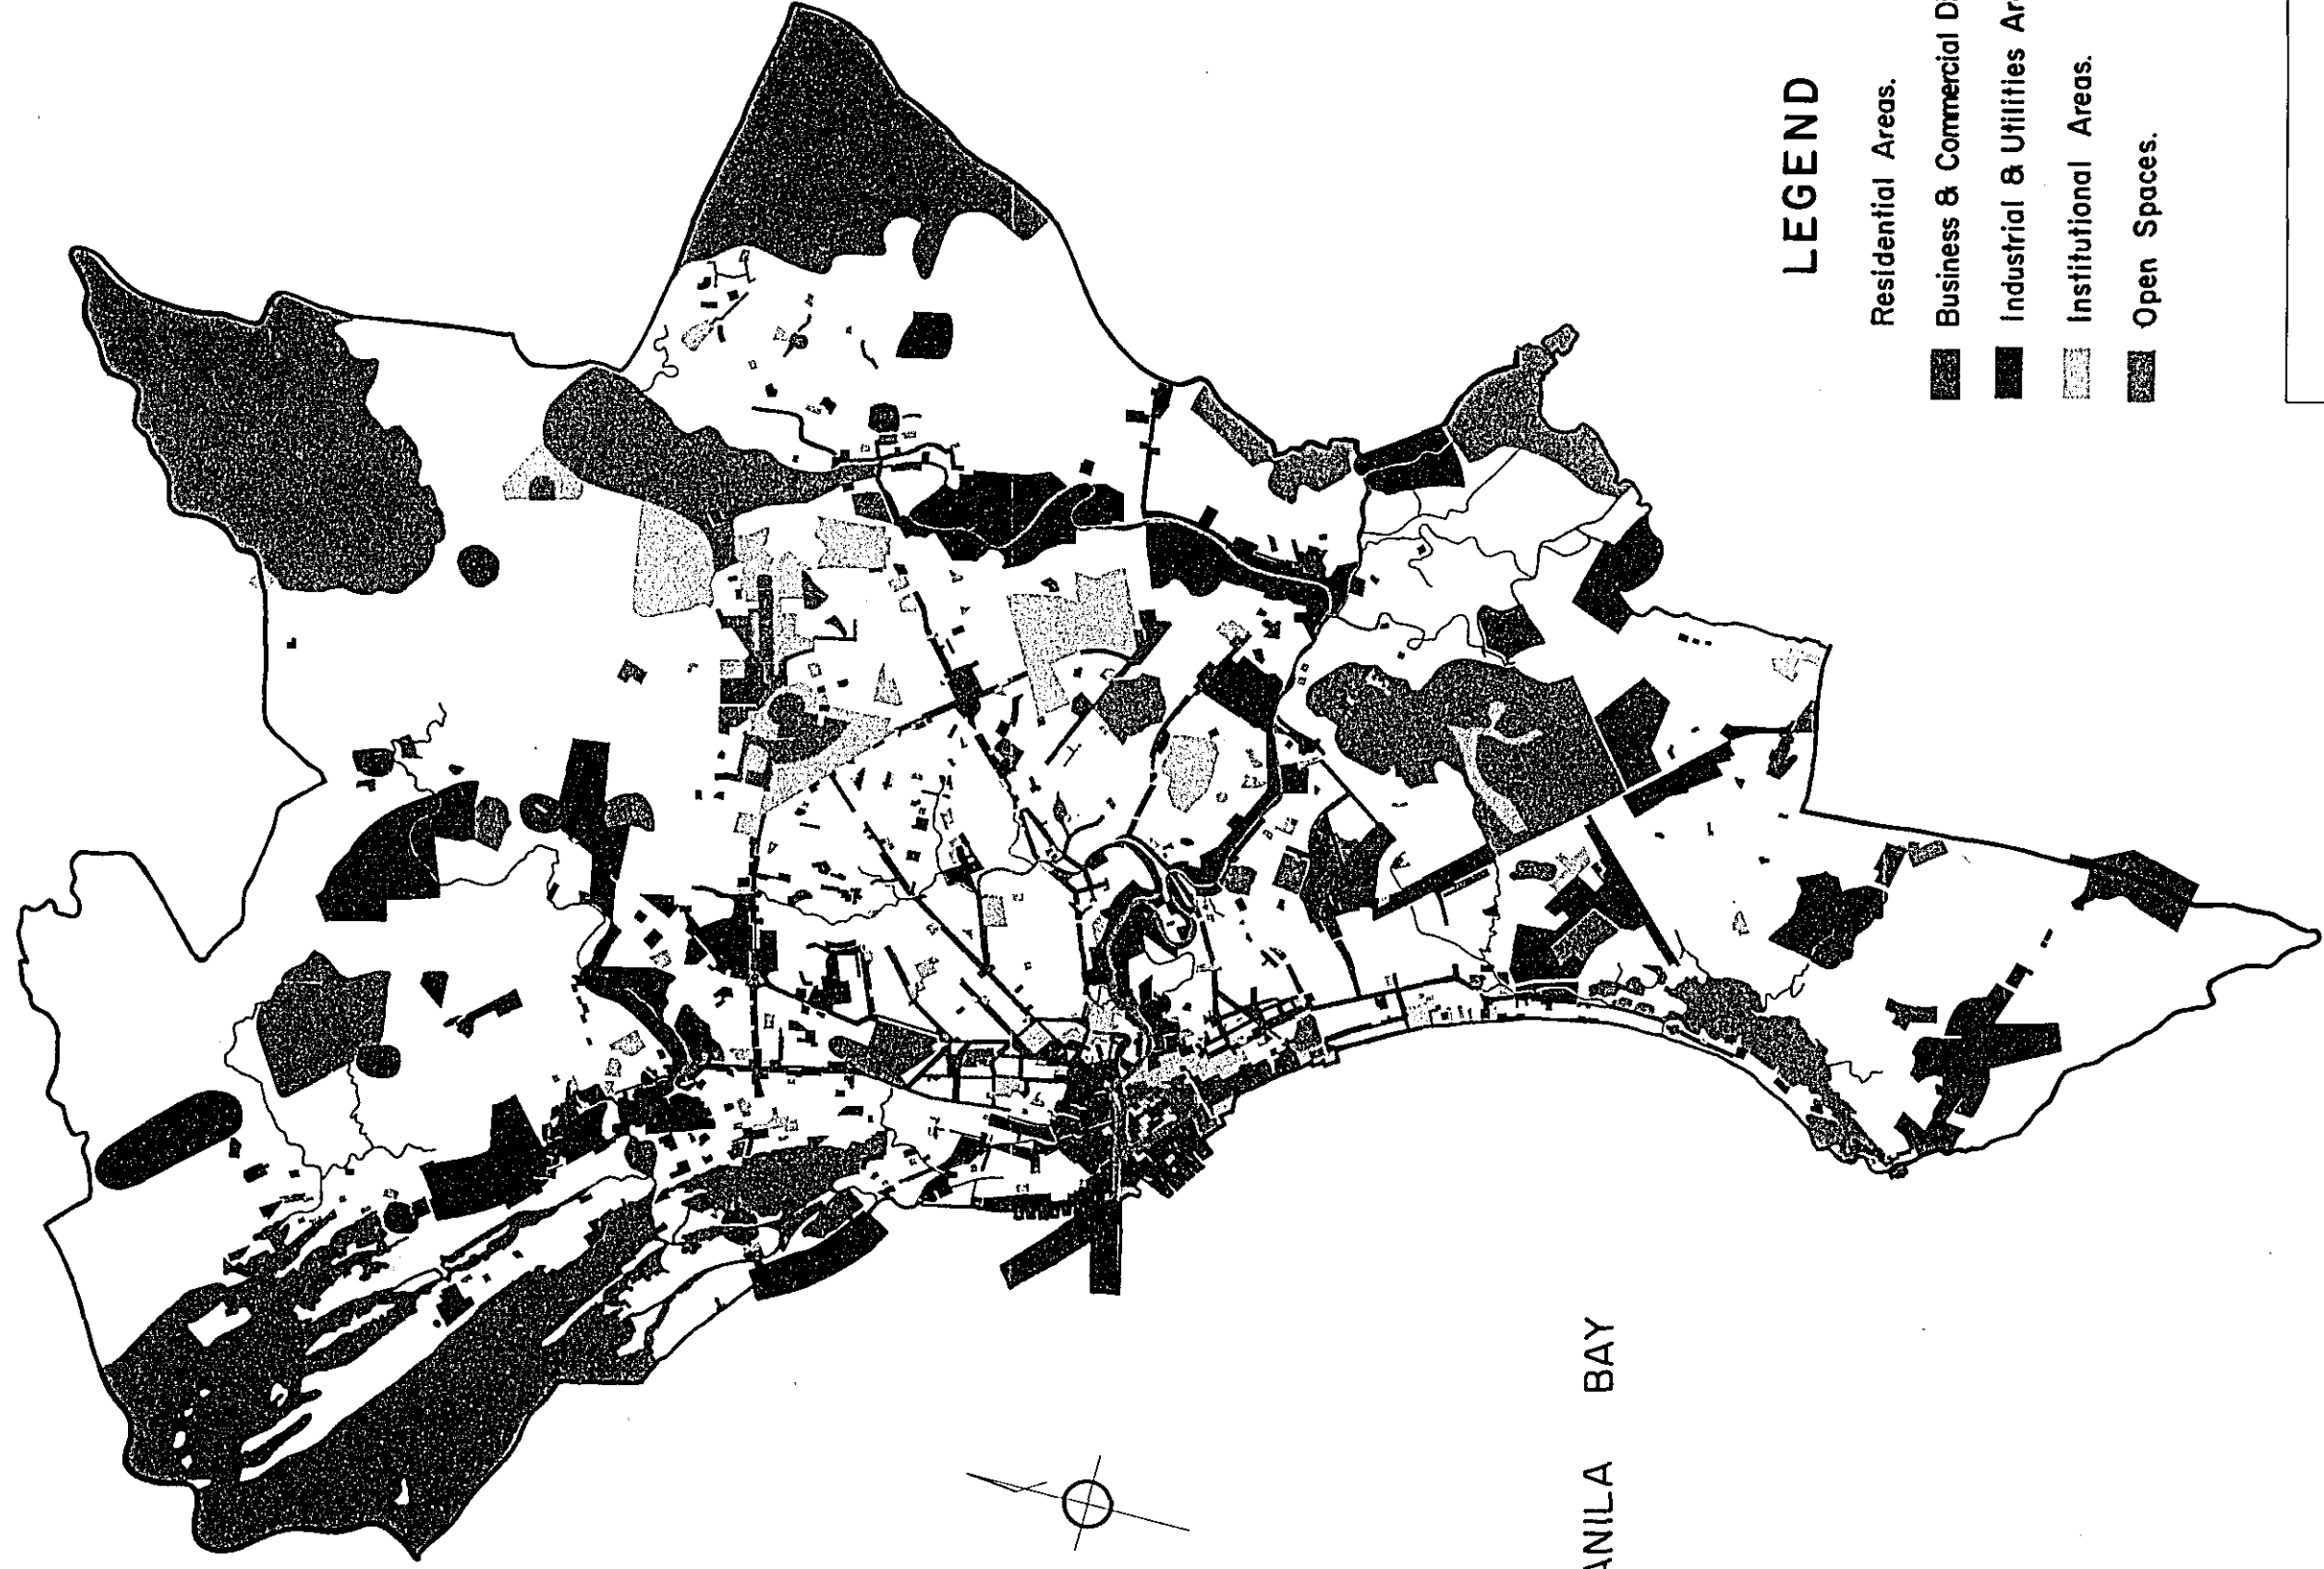 LEGEND
Residential Areas.
Business & Commercial D
Industrial & Utilities Ar
Institutional Areas.
Open Spaces.
ANILA BAY